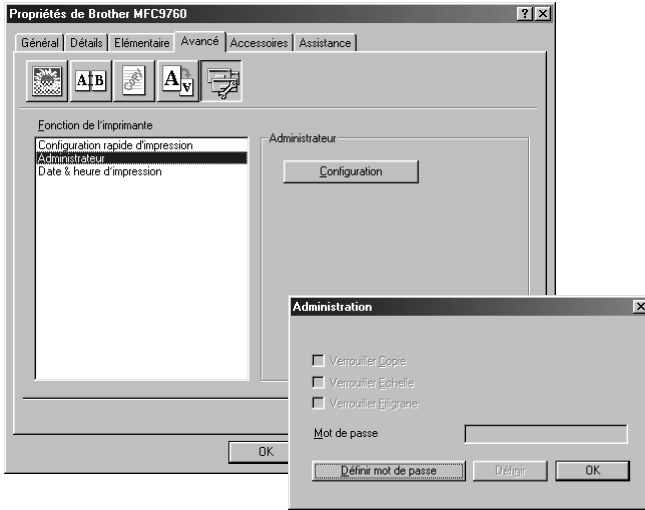 Propriétés de Brother MFC9760
Général Détails Elémentaire Avancé Accessoires Assistance
A B Copy A A
Fonction de l'imprimante
Configuration rapide d'impression
Administrateur
Date & heure d'impression
Administrateur
Configuration
OK
Administration
Verrouiller Copie
Verrouiller Echelle
Verrouiller Filigrane
Mot de passe
Définir mot de passe Définir OK